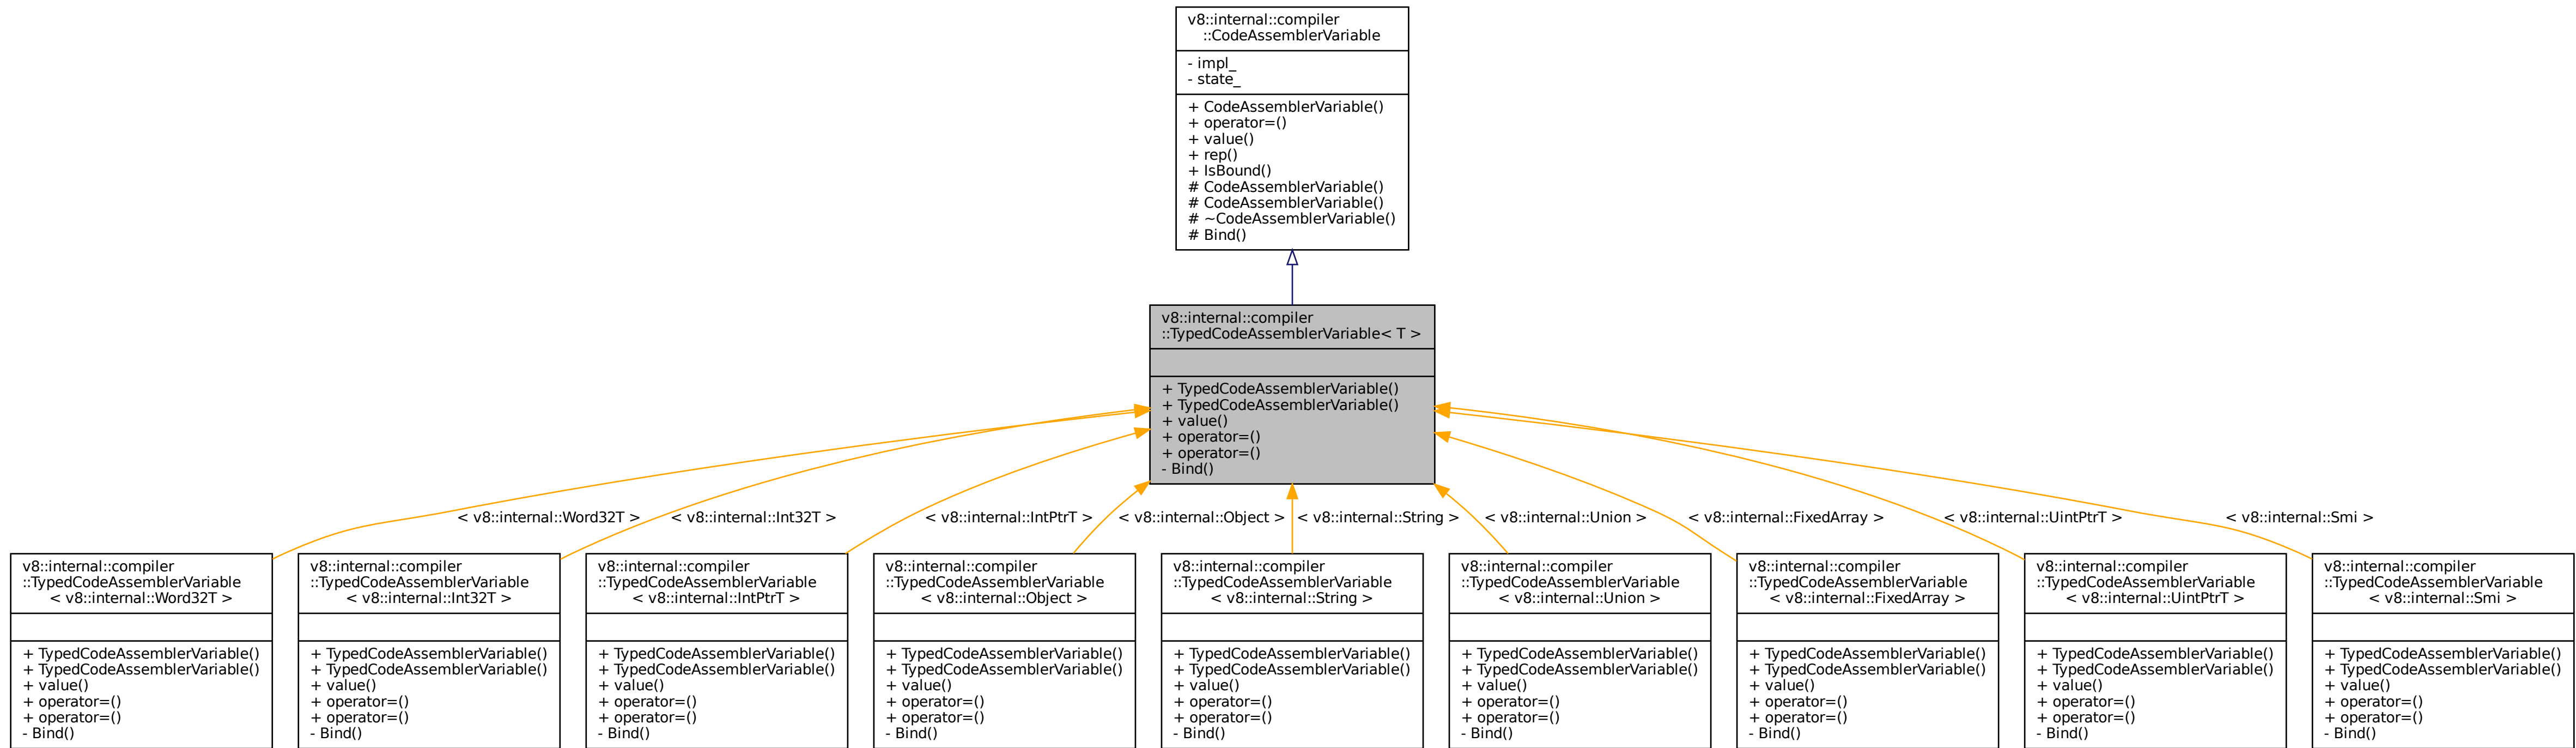 v8::internal::compiler
::CodeAssemblerVariable
- impl_
- state_
+ CodeAssemblerVariable()
+ operator=()
+ value()
+ rep()
+ IsBound()
# CodeAssemblerVariable()
# CodeAssemblerVariable()
# ~CodeAssemblerVariable()
# Bind()
v8::internal::compiler
::TypedCodeAssemblerVariable< T >
+ TypedCodeAssemblerVariable()
+ TypedCodeAssemblerVariable()
+ value()
+ operator=()
+ operator=()
- Bind()
< v8::internal::Word32T >
< v8::internal::Int32T >
< v8::internal::IntPtrT >
< v8::internal::Object >
< v8::internal::String >
< v8::internal::Union >
< v8::internal::FixedArray >
< v8::internal::UintPtrT >
< v8::internal::Smi >
v8::internal::compiler
::TypedCodeAssemblerVariable
< v8::internal::Word32T >
+ TypedCodeAssemblerVariable()
+ TypedCodeAssemblerVariable()
+ value()
+ operator=()
+ operator=()
- Bind()
v8::internal::compiler
::TypedCodeAssemblerVariable
< v8::internal::Int32T >
+ TypedCodeAssemblerVariable()
+ TypedCodeAssemblerVariable()
+ value()
+ operator=()
+ operator=()
- Bind()
v8::internal::compiler
::TypedCodeAssemblerVariable
< v8::internal::IntPtrT >
+ TypedCodeAssemblerVariable()
+ TypedCodeAssemblerVariable()
+ value()
+ operator=()
+ operator=()
- Bind()
v8::internal::compiler
::TypedCodeAssemblerVariable
< v8::internal::Object >
+ TypedCodeAssemblerVariable()
+ TypedCodeAssemblerVariable()
+ value()
+ operator=()
+ operator=()
- Bind()
v8::internal::compiler
::TypedCodeAssemblerVariable
< v8::internal::String >
+ TypedCodeAssemblerVariable()
+ TypedCodeAssemblerVariable()
+ value()
+ operator=()
+ operator=()
- Bind()
v8::internal::compiler
::TypedCodeAssemblerVariable
< v8::internal::Union >
+ TypedCodeAssemblerVariable()
+ TypedCodeAssemblerVariable()
+ value()
+ operator=()
+ operator=()
- Bind()
v8::internal::compiler
::TypedCodeAssemblerVariable
< v8::internal::FixedArray >
+ TypedCodeAssemblerVariable()
+ TypedCodeAssemblerVariable()
+ value()
+ operator=()
+ operator=()
- Bind()
v8::internal::compiler
::TypedCodeAssemblerVariable
< v8::internal::UintPtrT >
+ TypedCodeAssemblerVariable()
+ TypedCodeAssemblerVariable()
+ value()
+ operator=()
+ operator=()
- Bind()
v8::internal::compiler
::TypedCodeAssemblerVariable
< v8::internal::Smi >
+ TypedCodeAssemblerVariable()
+ TypedCodeAssemblerVariable()
+ value()
+ operator=()
+ operator=()
- Bind()